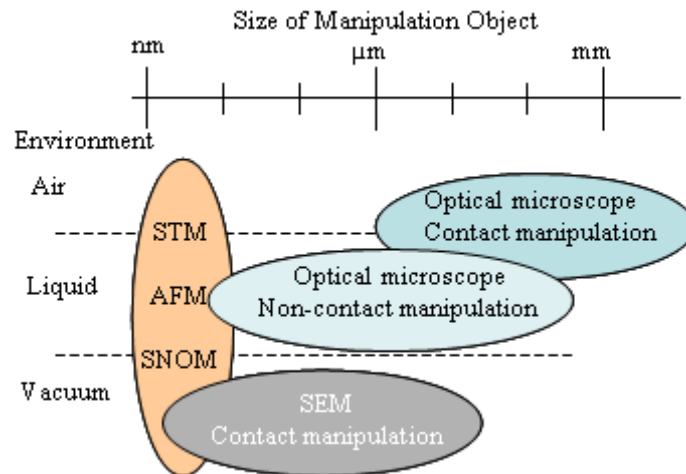 Size of Manipulation Object
nm
μm
mm
Environment
Air
Optical microscope
Contact manipulation
STM
Liquid
AFM
Optical microscope
Non-contact manipulation
SNOM
Vacuum
SEM
Contact manipulation